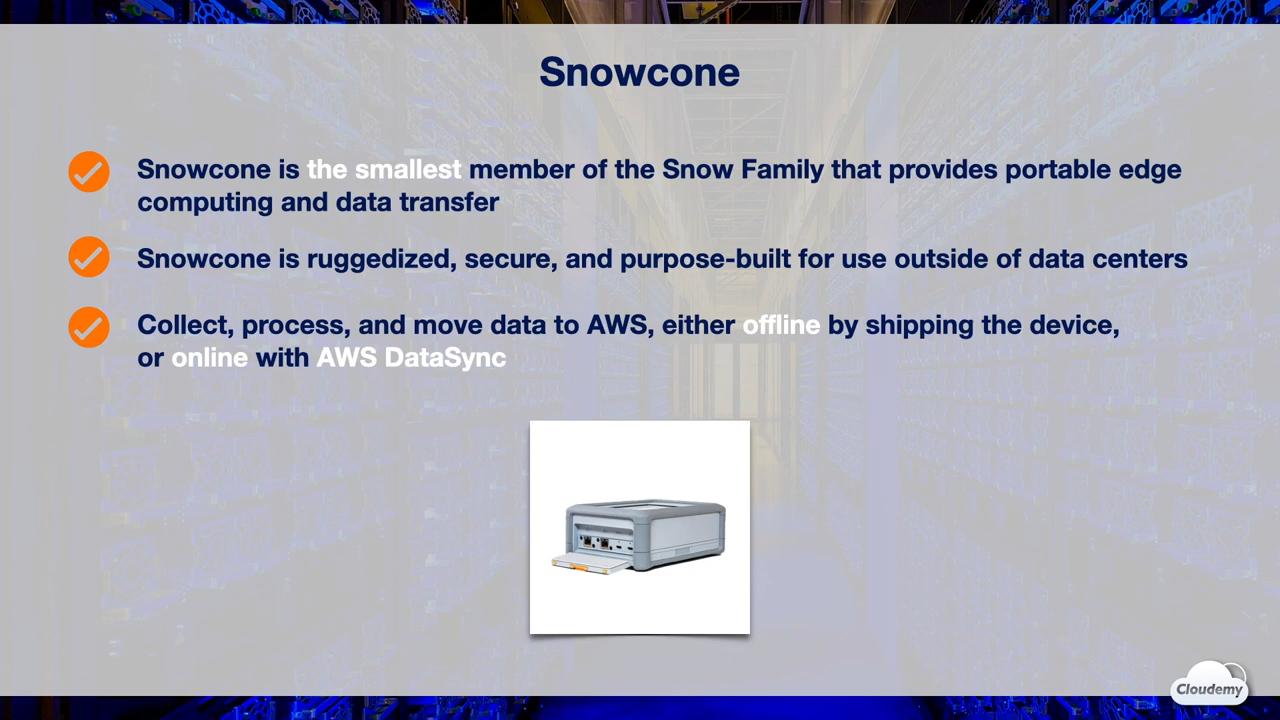 Snowcone
Snowcone is the smallest member of the Snow Family that provides portable edge
computing and data transfer
Snowcone is ruggedized, secure, and purpose-built for use outside of data centers
Collect, process, and move data to AWS, either offline by shipping the device,
or online with AWS DataSync
Cloudemy